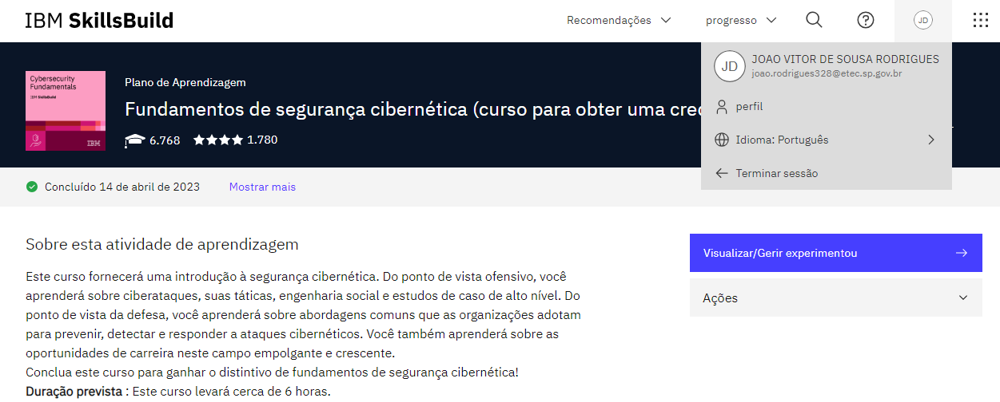 IBM SkillsBuild
Recomendações
progresso
JD
Cybersecurity
Fundamentals
IBM SkillsBuild
IBM
Plano de Aprendizagem
Fundamentos de segurança cibernética (curso para obter uma
6.768
1.780
JD
JOAO VITOR DE SOUSA RODRIGUES
joao.rodrigues328@etec.sp.gov.br
perfil
Idioma: Português
Terminar sessão
Concluído 14 de abril de 2023
Mostrar mais
Sobre esta atividade de aprendizagem
Este curso fornecerá uma introdução à segurança cibernética. Do ponto de vista ofensivo, você
aprenderá sobre ciberataques, suas táticas, engenharia social e estudos de caso de alto nível. Do
ponto de vista da defesa, você aprenderá sobre abordagens comuns que as organizações adotam
para prevenir, detectar e responder a ataques cibernéticos. Você também aprenderá sobre as
oportunidades de carreira neste campo empolgante e crescente.
Conclua este curso para ganhar o distintivo de fundamentos de segurança cibernética!
Duração prevista : Este curso levará cerca de 6 horas.
Visualizar/Gerir experimentou
Ações